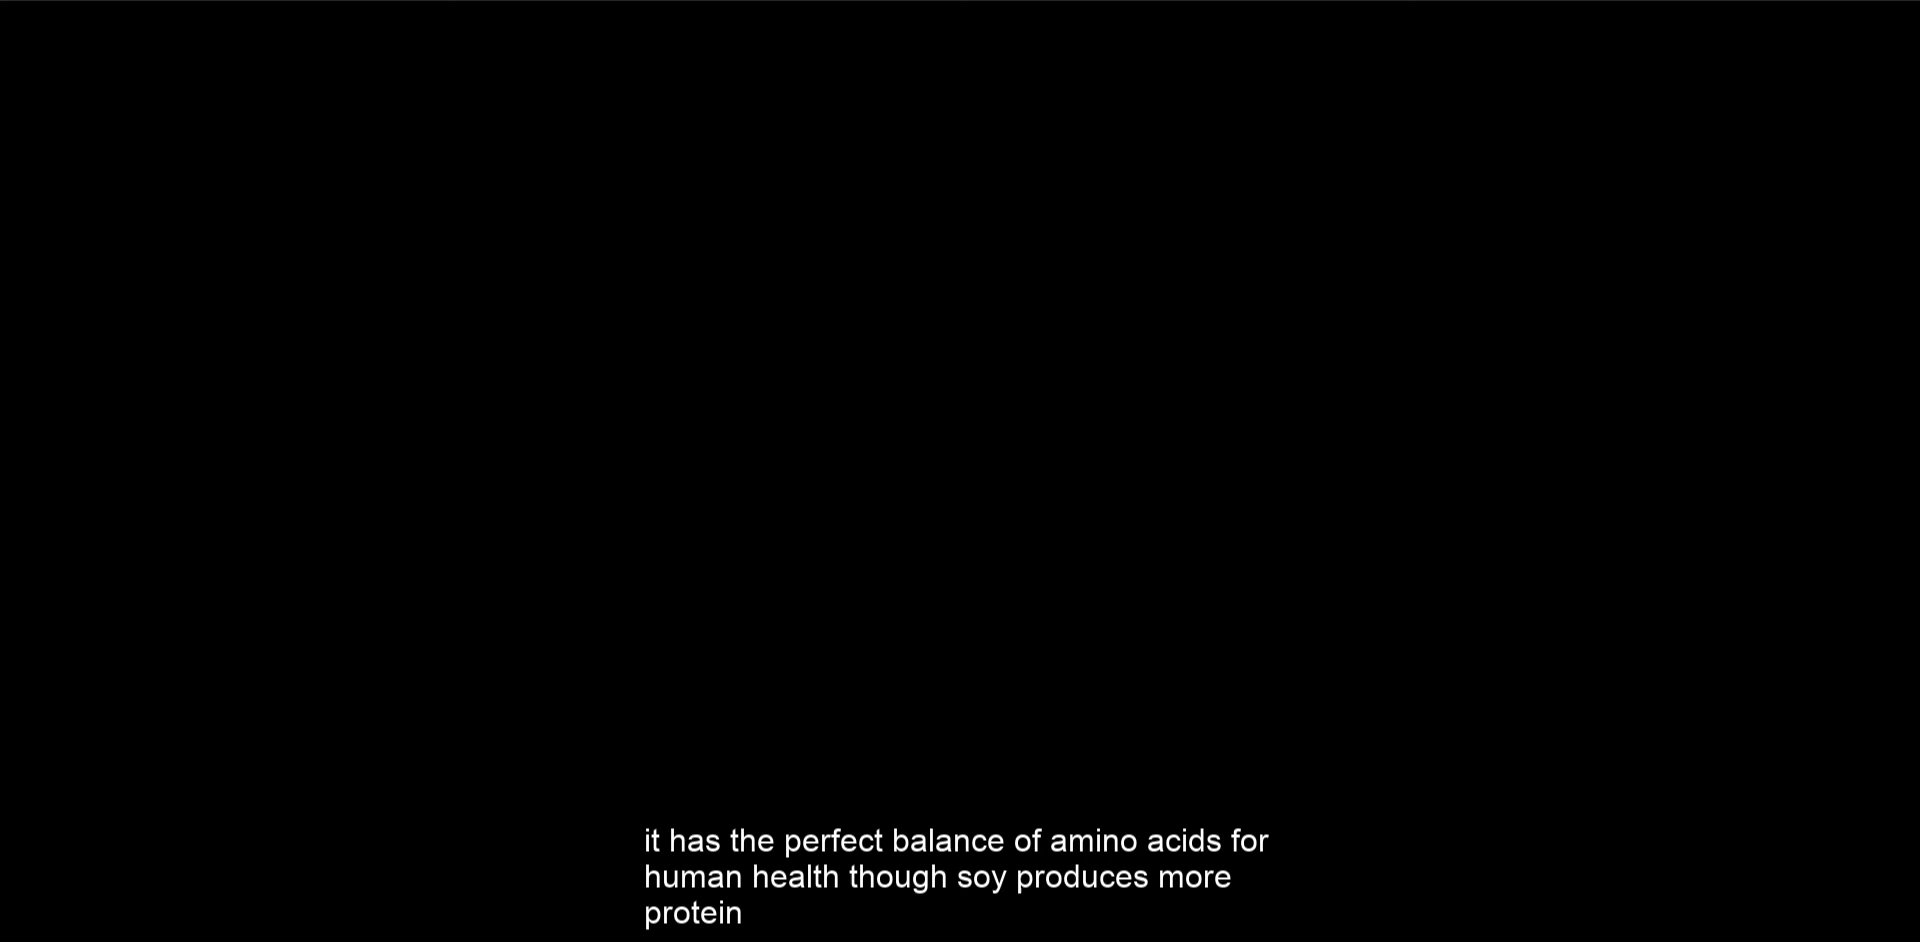 it has the perfect balance of amino acids for
human health though soy produces more
protein